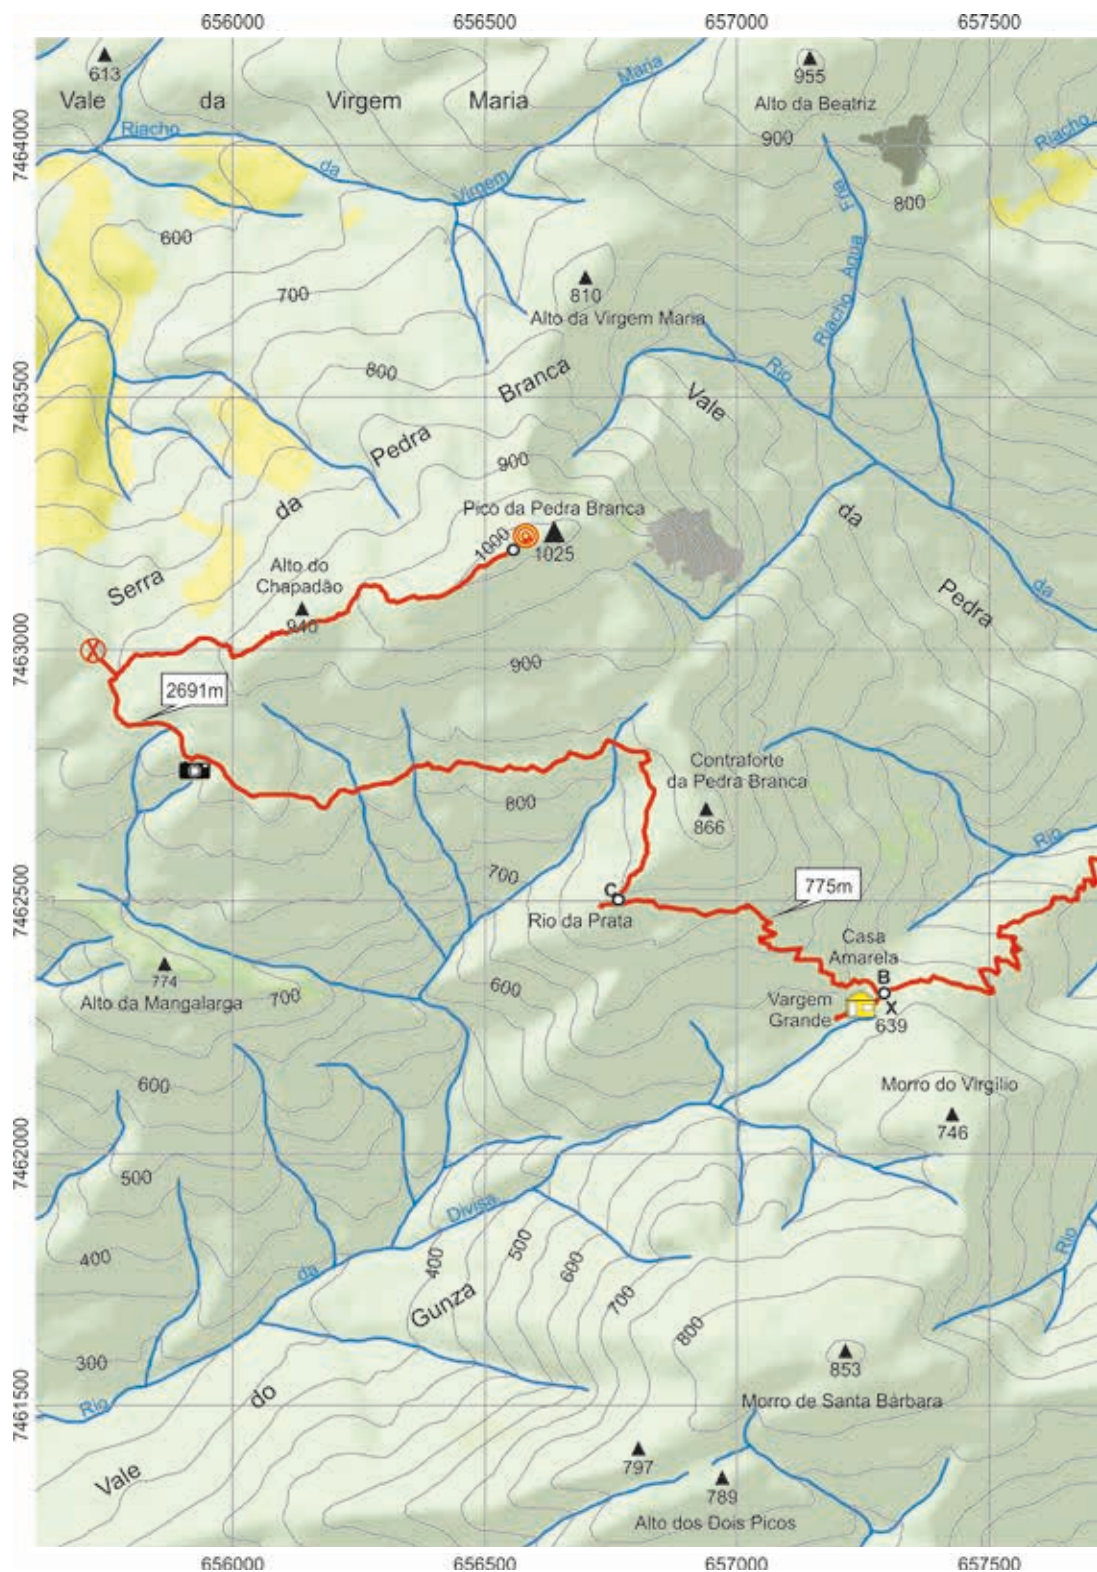 656000 656500 657000 657500
613
955
Maria
Vale da Virgem Maria
Alto da Beatriz
Riacho
900
Riacho
7464000
da
Virgem
Fria
800
600
Aqua
700
810
Alto da Virgem Maria
Riacho
800
Branca
Rio
Vale
7463500
Pedra
900
da
Pico da Pedra Branca
da
1000
1025
Alto do
Chapadão
Serra
940
da
Pedra
7463000
900
2691m
Contraforte
da Pedra Branca
800
866
Rio
700
775m
C
7462500
Rio da Prata
Casa
Amarela
774
Alto da Mangalarga
700
600
B
Vargem
Grande
X
639
600
Morro do Virgílio
746
7462000
500
Divisa
Rio
400
400
500
600
da
700
Gunza
800
300
853
Morro de Santa Bárbara
do
7461500
Rio
797
Vale
789
Alto dos Dois Picos
656000 656500 657000 657500